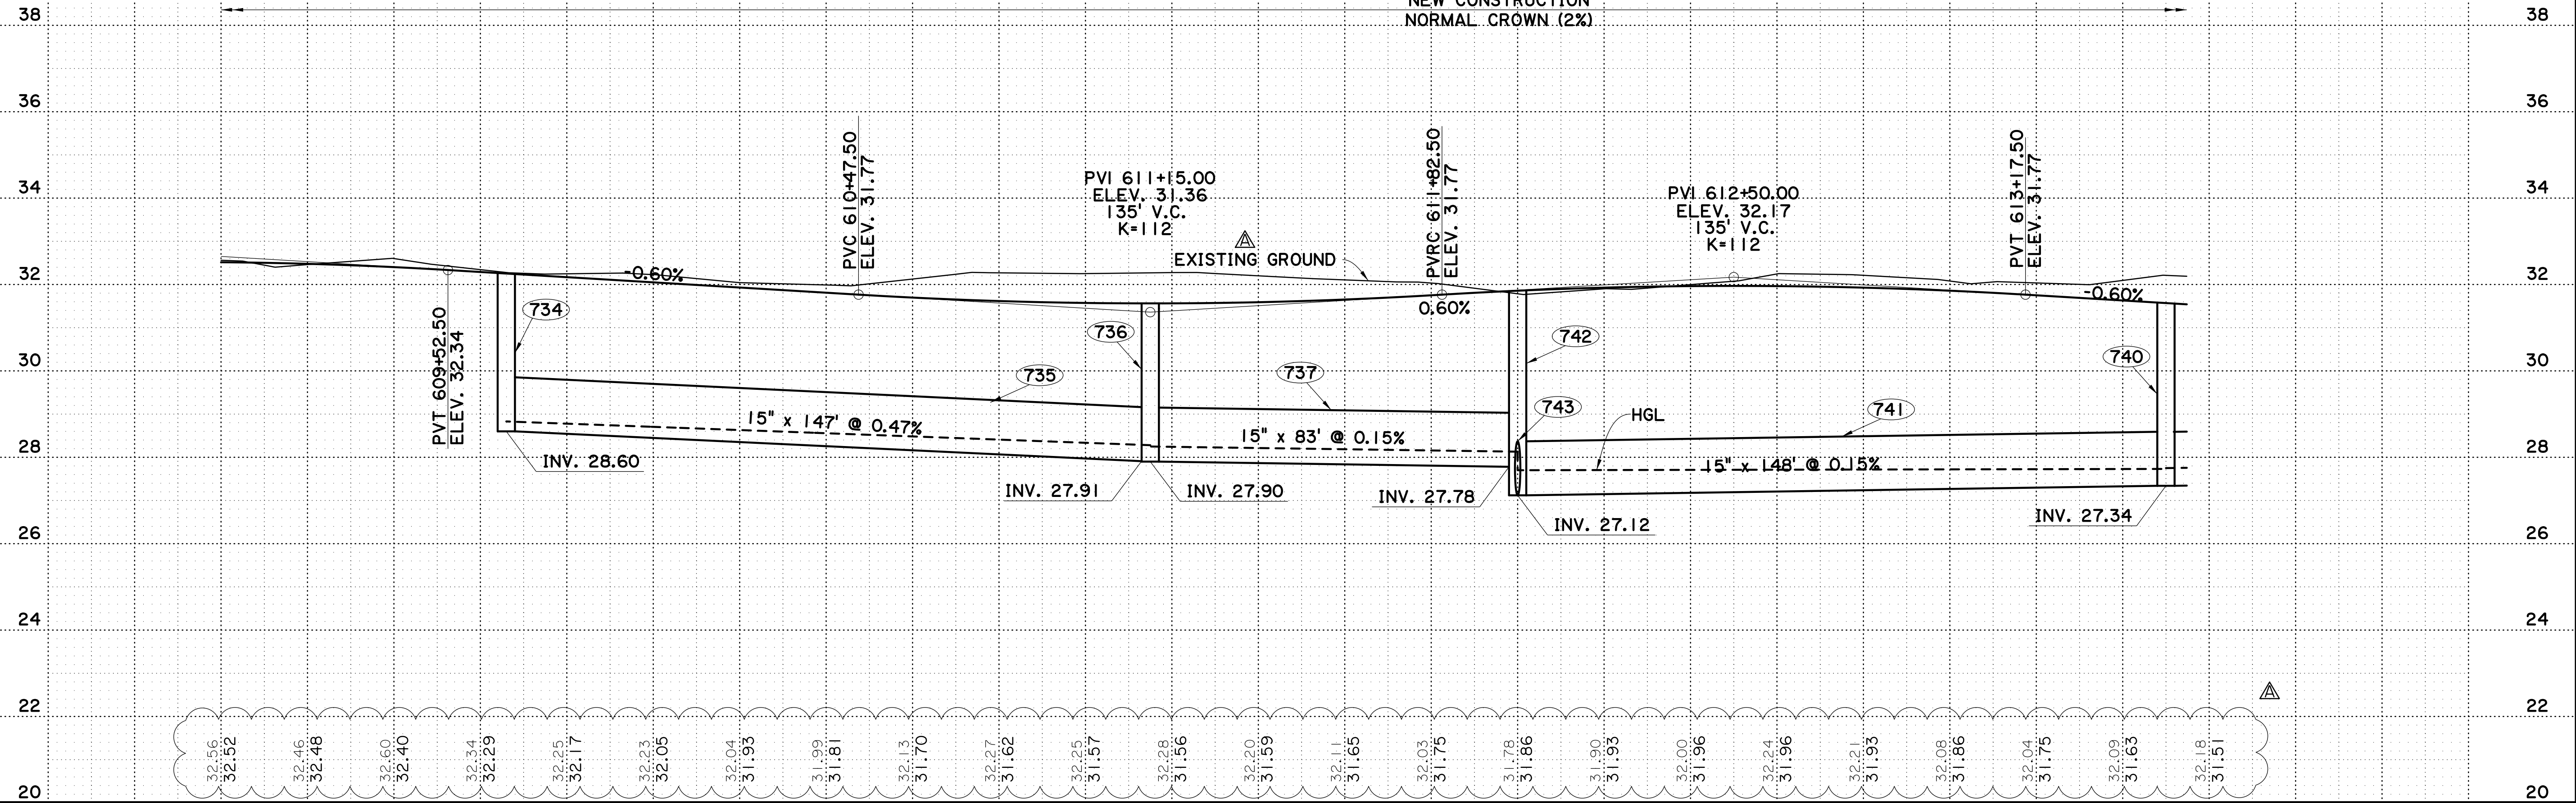 NEW CONSTRUCTION
NORMAL CROWN (2%)
38
38
36
36
34
34
32
32
30
30
28
28
26
26
24
24
22
22
20
20
PVT 609+52.50
ELEV. 32.34
PVC 610+47.50
ELEV. 31.77
PVI 611+15.00
ELEV. 31.36
135' V.C.
K=112
A
EXISTING GROUND
PVRC 611+82.50
ELEV. 31.77
PVI 612+50.00
ELEV. 32.17
135' V.C.
K=112
PVT 613+17.50
ELEV. 31.77
-0.60%
0.60%
-0.60%
734
735
736
737
742
743
741
740
HGL
15" x 147' @ 0.47%
15" x 83' @ 0.15%
15" x 148' @ 0.15%
INV. 28.60
INV. 27.91
INV. 27.90
INV. 27.78
INV. 27.12
INV. 27.34
A
32.56
32.52
32.46
32.48
32.60
32.40
32.34
32.29
32.25
32.17
32.23
32.05
32.04
31.93
31.99
31.81
32.13
31.70
32.27
31.62
32.25
31.57
32.28
31.56
32.20
31.59
32.11
31.65
32.03
31.75
31.78
31.86
31.90
31.93
32.00
31.96
32.24
31.96
32.21
31.93
32.08
31.86
32.04
31.75
32.09
31.63
32.18
31.51